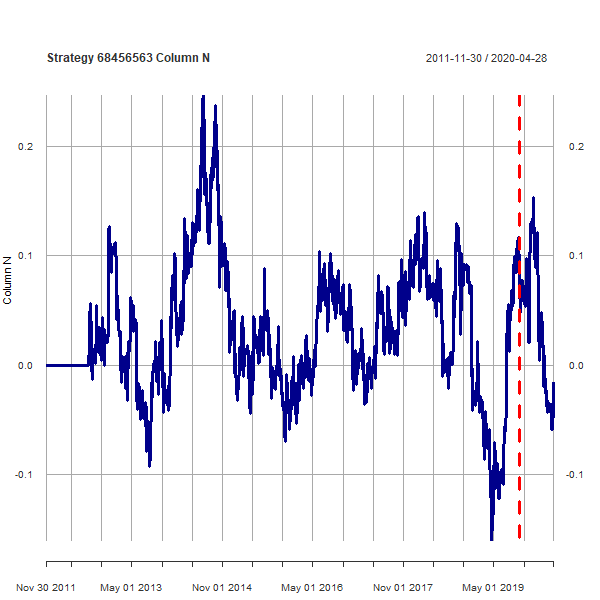 Strategy 68456563 Column N
2011-11-30 / 2020-04-28
0.2
0.2
0.1
0.1
0.0
0.0
-0.1
-0.1
Column N
Nov 30 2011
May 01 2013
Nov 01 2014
May 01 2016
Nov 01 2017
May 01 2019